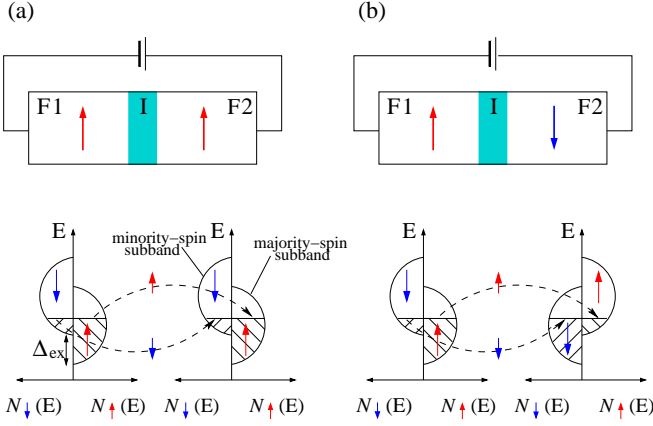 (a)
(b)
F1 I F2
F1 I F2
E
minority-spin
subband
E
majority-spin
subband
E
E
Δex
N↓(E) N↑(E) N↓(E) N↑(E)
N↓(E) N↑(E) N↓(E) N↑(E)